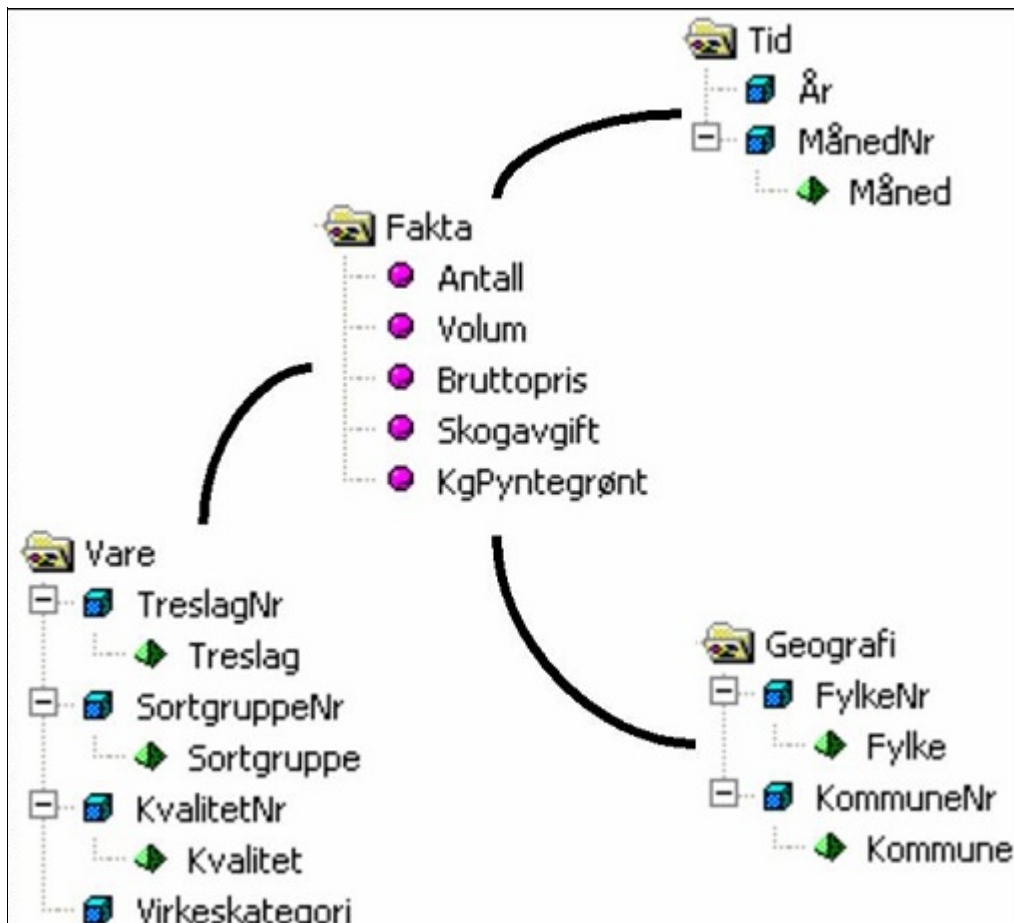 Tid
År
MånedNr
Måned
Fakta
Antall
Volum
Bruttopris
Skogavgift
KgPyntegrønt
Vare
TreslagNr
Treslag
SortgruppeNr
Sortgruppe
KvalitetNr
Kvalitet
Virkeskategori
Geografi
FylkeNr
Fylke
KommuneNr
Kommune